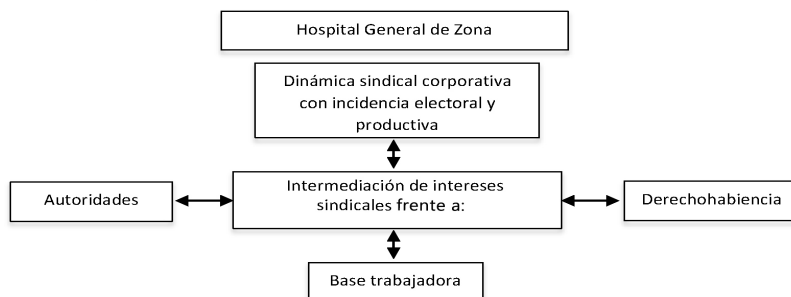 Hospital General de Zona
Dinámica sindical corporativa
con incidencia electoral y
productiva
Autoridades
Intermediación de intereses
sindicales frente a:
Derechohabiencia
Base trabajadora